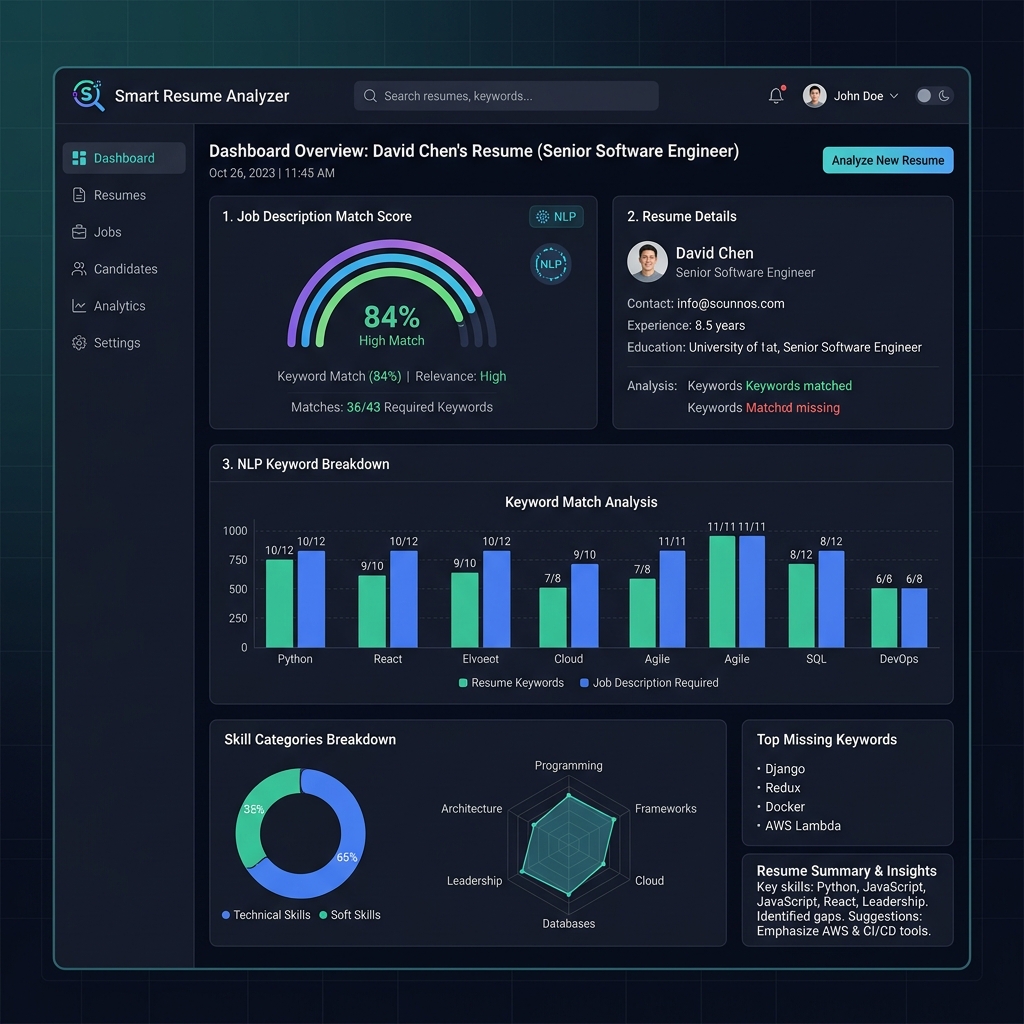 Smart Resume Analyzer
Search resumes, keywords...
John Doe
Dashboard
Resumes
Jobs
Candidates
Analytics
Settings
Dashboard Overview: David Chen's Resume (Senior Software Engineer)
Oct 26, 2023 | 11:45 AM
Analyze New Resume
1. Job Description Match Score
NLP
NLP
84%
High Match
Keyword Match (84%) | Relevance: High
Matches: 36/43 Required Keywords
2. Resume Details
David Chen
Senior Software Engineer
Contact: info@sounnos.com
Experience: 8.5 years
Education: University of 1at, Senior Software Engineer
Analysis: Keywords Keywords matched
Keywords Matchod missing
3. NLP Keyword Breakdown
Keyword Match Analysis
1000
750
500
250
0
10/12 10/12
9/10 10/12
9/10 10/12
7/8 9/10
7/8 11/11
11/11 11/11
8/12 8/12
6/8 6/8
Python
React
Eivoeot
Cloud
Agile
Agile
SQL
DevOps
Resume Keywords
Job Description Required
Skill Categories Breakdown
65%
Technical Skills
Soft Skills
Programming
Architecture
Frameworks
Leadership
Cloud
Databases
Top Missing Keywords
• Django
• Redux
• Docker
• AWS Lambda
Resume Summary & Insights
Key skills: Python, JavaScript,
JavaScript, React, Leadership.
Identified gaps. Suggestions:
Emphasize AWS & CI/CD tools.